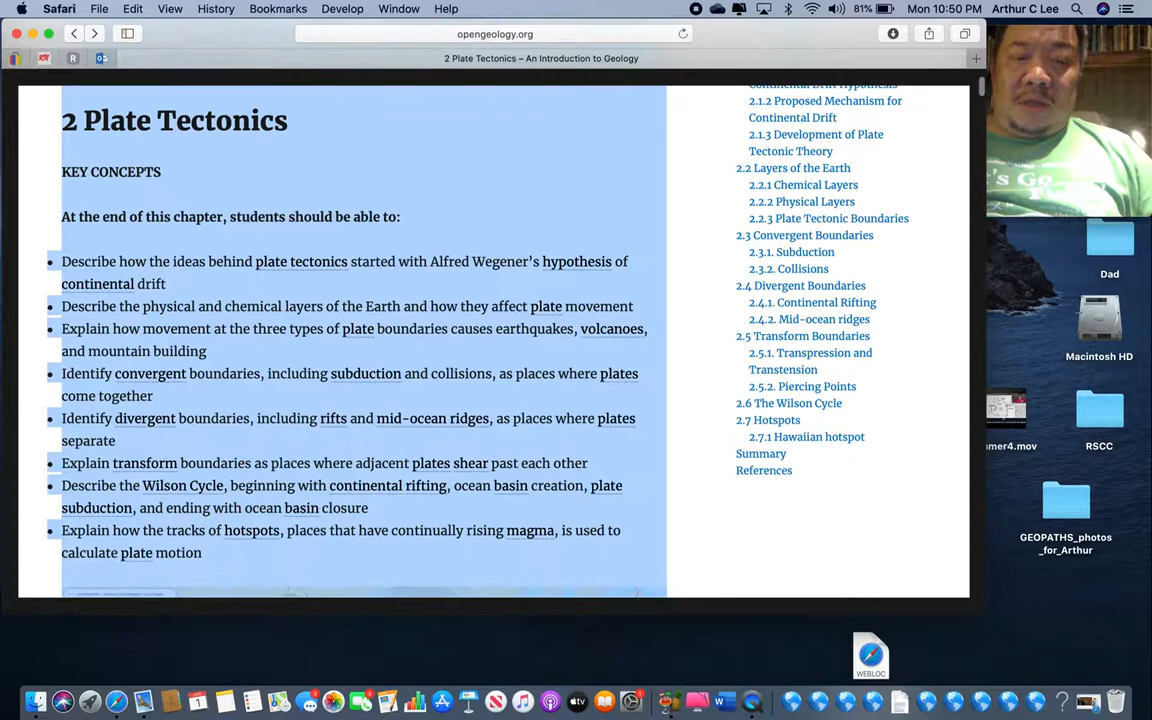 Safari File Edit View History Bookmarks Develop Window Help
81% Mon 10:50 PM Arthur C Lee
opengeology.org
2 Plate Tectonics – An Introduction to Geology
2 Plate Tectonics
KEY CONCEPTS
At the end of this chapter, students should be able to:
• Describe how the ideas behind plate tectonics started with Alfred Wegener’s hypothesis of
continental drift
• Describe the physical and chemical layers of the Earth and how they affect plate movement
• Explain how movement at the three types of plate boundaries causes earthquakes, volcanoes,
and mountain building
• Identify convergent boundaries, including subduction and collisions, as places where plates
come together
• Identify divergent boundaries, including rifts and mid-ocean ridges, as places where plates
separate
• Explain transform boundaries as places where adjacent plates shear past each other
• Describe the Wilson Cycle, beginning with continental rifting, ocean basin creation, plate
subduction, and ending with ocean basin closure
• Explain how the tracks of hotspots, places that have continually rising magma, is used to
calculate plate motion
Continental Drift Hypothesis
2.1.2 Proposed Mechanism for
Continental Drift
2.1.3 Development of Plate
Tectonic Theory
2.2 Layers of the Earth
2.2.1 Chemical Layers
2.2.2 Physical Layers
2.2.3 Plate Tectonic Boundaries
2.3 Convergent Boundaries
2.3.1. Subduction
2.3.2. Collisions
2.4 Divergent Boundaries
2.4.1. Continental Rifting
2.4.2. Mid-ocean ridges
2.5 Transform Boundaries
2.5.1. Transpression and
Transtension
2.5.2. Piercing Points
2.6 The Wilson Cycle
2.7 Hotspots
2.7.1 Hawaiian hotspot
Summary
References
's Go
Dad
Macintosh HD
mer4.mov
RSCC
GEOPATHS_photos
_for_Arthur
WEBLOC